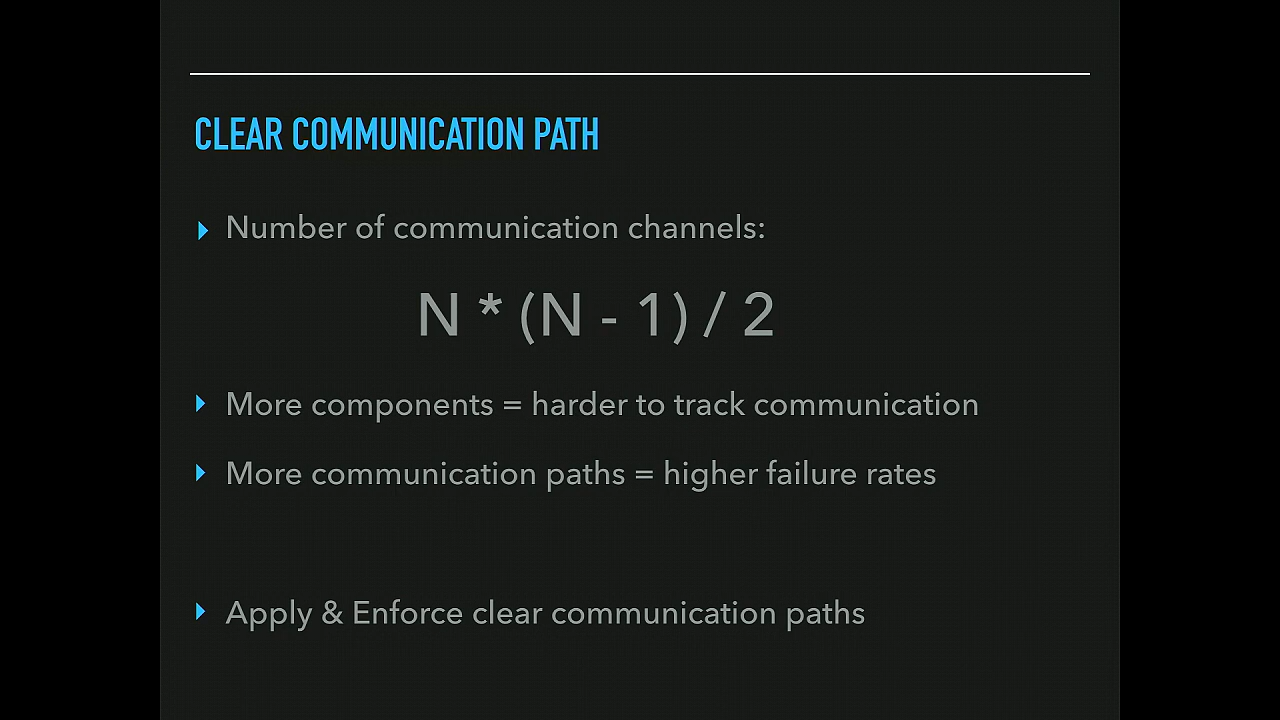 CLEAR COMMUNICATION PATH
Number of communication channels:
N * (N - 1) / 2
More components = harder to track communication
More communication paths = higher failure rates
Apply & Enforce clear communication paths